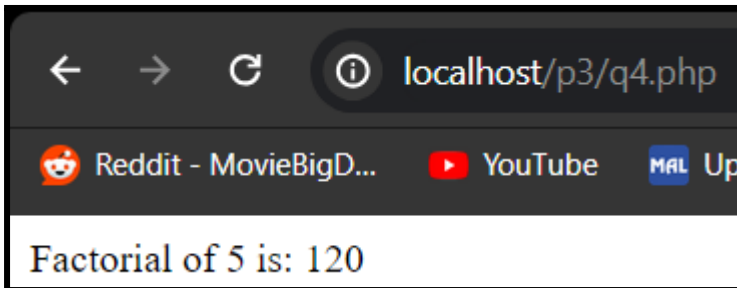 localhost/p3/q4.php
Reddit - MovieBigD... YouTube MAL Up
Factorial of 5 is: 120